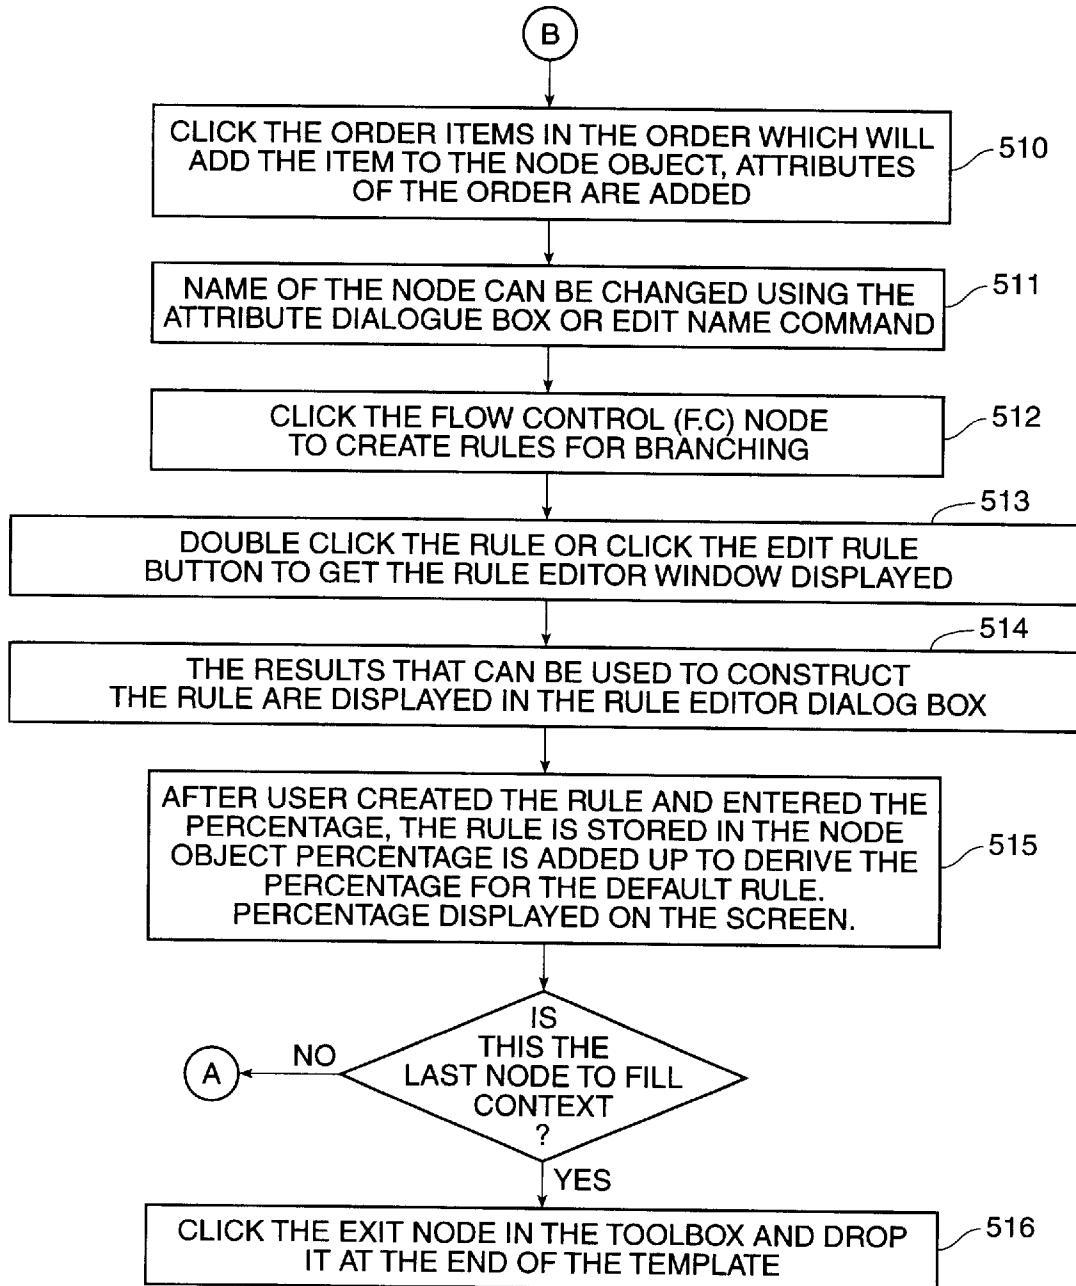 B
CLICK THE ORDER ITEMS IN THE ORDER WHICH WILL
ADD THE ITEM TO THE NODE OBJECT, ATTRIBUTES
OF THE ORDER ARE ADDED
510
NAME OF THE NODE CAN BE CHANGED USING THE
ATTRIBUTE DIALOGUE BOX OR EDIT NAME COMMAND
511
CLICK THE FLOW CONTROL (F.C) NODE
TO CREATE RULES FOR BRANCHING
512
513
DOUBLE CLICK THE RULE OR CLICK THE EDIT RULE
BUTTON TO GET THE RULE EDITOR WINDOW DISPLAYED
514
THE RESULTS THAT CAN BE USED TO CONSTRUCT
THE RULE ARE DISPLAYED IN THE RULE EDITOR DIALOG BOX
AFTER USER CREATED THE RULE AND ENTERED THE
PERCENTAGE, THE RULE IS STORED IN THE NODE
OBJECT PERCENTAGE IS ADDED UP TO DERIVE THE
PERCENTAGE FOR THE DEFAULT RULE.
PERCENTAGE DISPLAYED ON THE SCREEN.
515
IS
THIS THE
LAST NODE TO FILL
CONTEXT
?
NO
A
YES
CLICK THE EXIT NODE IN THE TOOLBOX AND DROP
IT AT THE END OF THE TEMPLATE
516